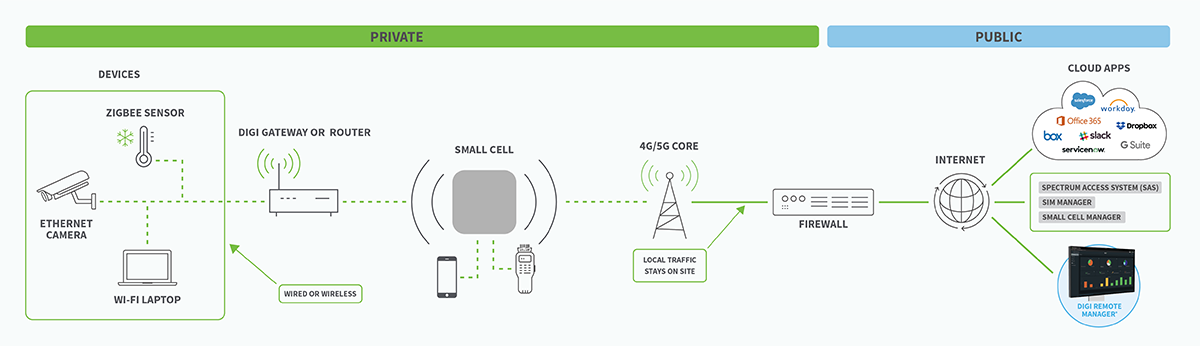 PRIVATE
PUBLIC
DEVICES
ZIGBEE SENSOR
ETHERNET
CAMERA
WI-FI LAPTOP
DIGI GATEWAY OR ROUTER
WIRED OR WIRELESS
SMALL CELL
4G/5G CORE
LOCAL TRAFFIC
STAYS ON SITE
FIREWALL
INTERNET
CLOUD APPS
salesforce
workday.
Office 365
Dropbox
box
slack
servicenow.
G Suite
SPECTRUM ACCESS SYSTEM (SAS)
SIM MANAGER
SMALL CELL MANAGER
DIGI REMOTE
MANAGER®